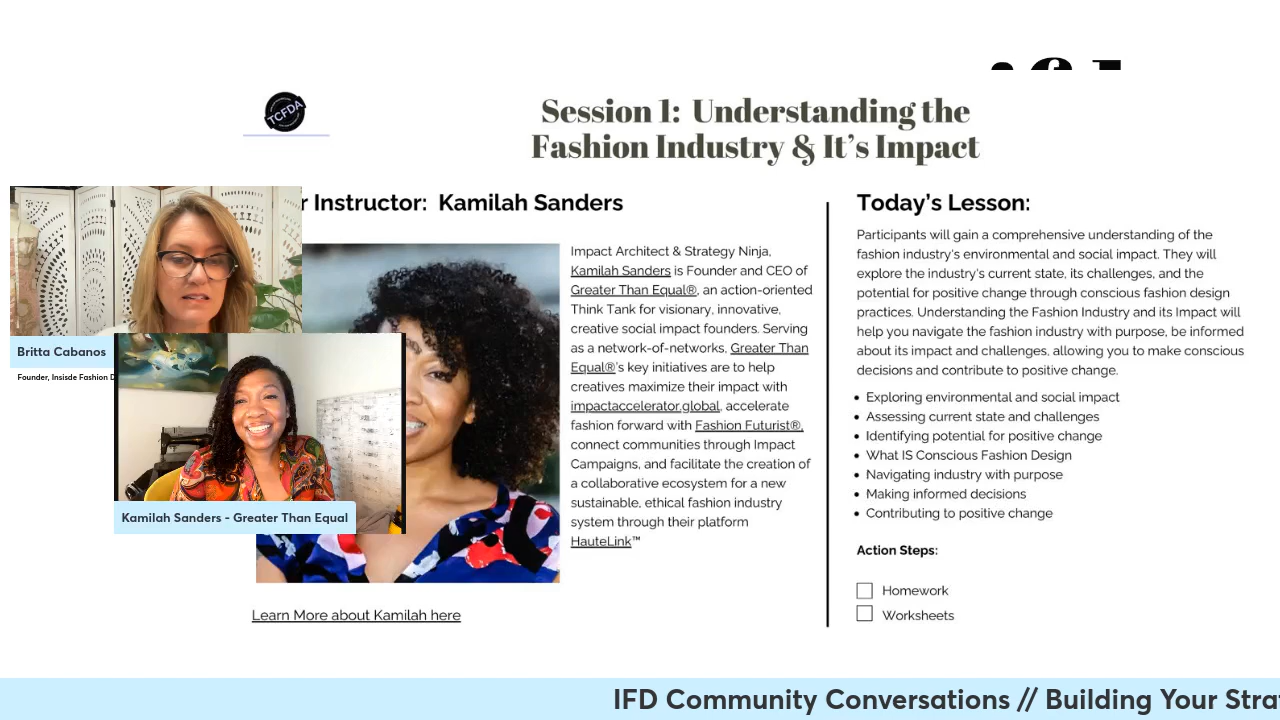 TCFDA
Session 1: Understanding the
Fashion Industry & It's Impact
r Instructor: Kamilah Sanders
Impact Architect & Strategy Ninja,
Kamilah Sanders is Founder and CEO of
Greater Than Equal®, an action-oriented
Think Tank for visionary, innovative,
creative social impact founders. Serving
as a network-of-networks, Greater Than
Equal®'s key initiatives are to help
creatives maximize their impact with
impactaccelerator.global, accelerate
fashion forward with Fashion Futurist®,
connect communities through Impact
Campaigns, and facilitate the creation of
a collaborative ecosystem for a new
sustainable, ethical fashion industry
system through their platform
HauteLink™
Learn More about Kamilah here
Today's Lesson:
Participants will gain a comprehensive understanding of the
fashion industry's environmental and social impact. They will
explore the industry's current state, its challenges, and the
potential for positive change through conscious fashion design
practices. Understanding the Fashion Industry and its Impact will
help you navigate the fashion industry with purpose, be informed
about its impact and challenges, allowing you to make conscious
decisions and contribute to positive change.
• Exploring environmental and social impact
• Assessing current state and challenges
• Identifying potential for positive change
• What IS Conscious Fashion Design
• Navigating industry with purpose
• Making informed decisions
• Contributing to positive change
Action Steps:
Homework
Worksheets
Britta Cabanos
Founder, Insisde Fashion D
Kamilah Sanders - Greater Than Equal
IFD Community Conversations // Building Your Strat